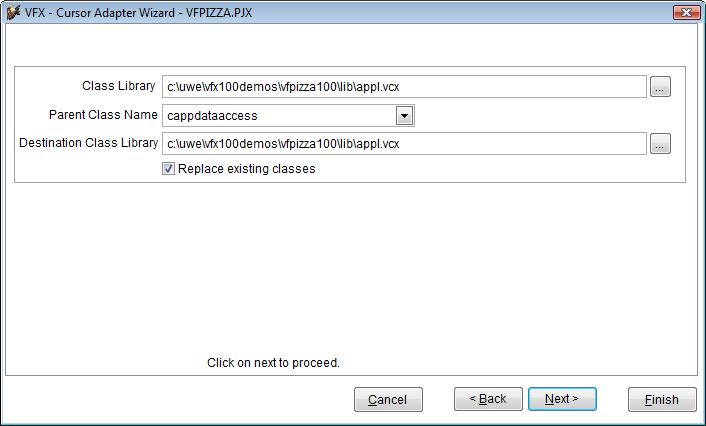 VFX - Cursor Adapter Wizard - VFPIZZA.PJX
Class Library c:\uwe\vfx100demos\vfpizza100\lib\appl.vcx ...
Parent Class Name cappdataaccess
Destination Class Library c:\uwe\vfx100demos\vfpizza100\lib\appl.vcx ...
Replace existing classes
Click on next to proceed.
Cancel < Back Next > Finish